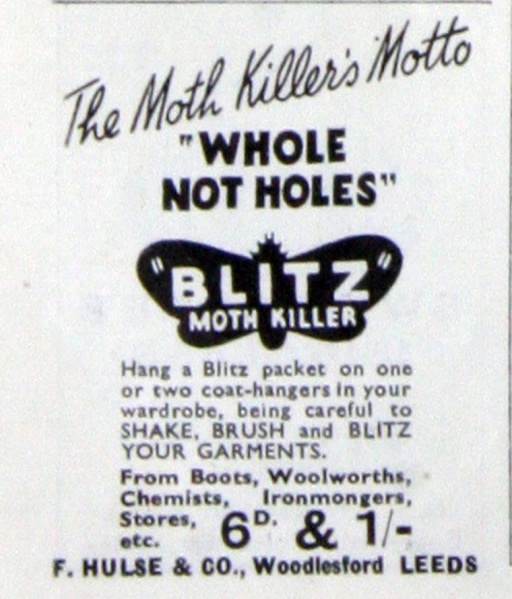 The Moth Killer's Motto
"WHOLE
NOT HOLES"
"BLITZ"
MOTH KILLER
Hang a Blitz packet on one
or two coat-hangers in your
wardrobe, being careful to
SHAKE, BRUSH and BLITZ
YOUR GARMENTS.
From Boots, Woolworths,
Chemists, Ironmongers,
Stores,
etc. 6D. & 1/-
F. HULSE & CO., Woodlesford LEEDS